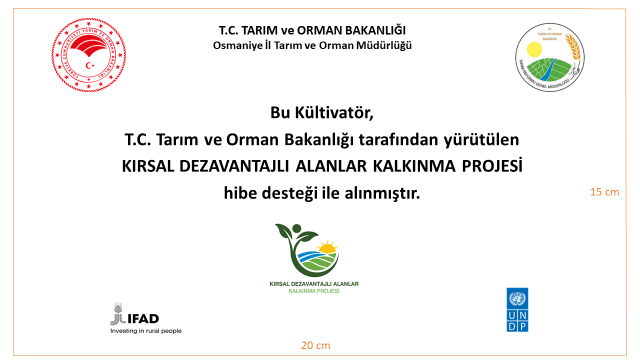 T.C. TARIM ve ORMAN BAKANLIĞI
Osmaniye İl Tarım ve Orman Müdürlüğü
Bu Kültivatör,
T.C. Tarım ve Orman Bakanlığı tarafından yürütülen
KIRSAL DEZAVANTAJLI ALANLAR KALKINMA PROJESİ
hibe desteği ile alınmıştır.
15 cm
KIRSAL DEZAVANTAJLI ALANLAR
KALKINMA PROJESİ
IFAD
Investing in rural people
U N
D P
20 cm